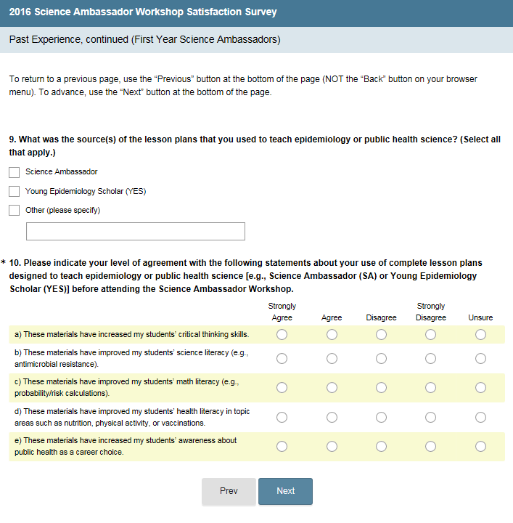 2016 Science Ambassador Workshop Satisfaction Survey
Past Experience, continued (First Year Science Ambassadors)
To return to a previous page, use the "Previous" button at the bottom of the page (NOT the "Back" button on your browser
menu). To advance, use the "Next" button at the bottom of the page.
9. What was the source(s) of the lesson plans that you used to teach epidemiology or public health science? (Select all
that apply.)
Science Ambassador
Young Epidemiology Scholar (YES)
Other (please specify)
* 10. Please indicate your level of agreement with the following statements about your use of complete lesson plans
designed to teach epidemiology or public health science [e.g., Science Ambassador (SA) or Young Epidemiology
Scholar (YES)] before attending the Science Ambassador Workshop.
Strongly Agree Agree Disagree Strongly Disagree Unsure
a) These materials have increased my students' critical thinking skills.
b) These materials have improved my students' science literacy (e.g.,
antimicrobial resistance).
c) These materials have improved my students' math literacy (e.g.,
probability/risk calculations).
d) These materials have improved my students' health literacy in topic
areas such as nutrition, physical activity, or vaccinations.
e) These materials have increased my students' awareness about
public health as a career choice.
Prev Next